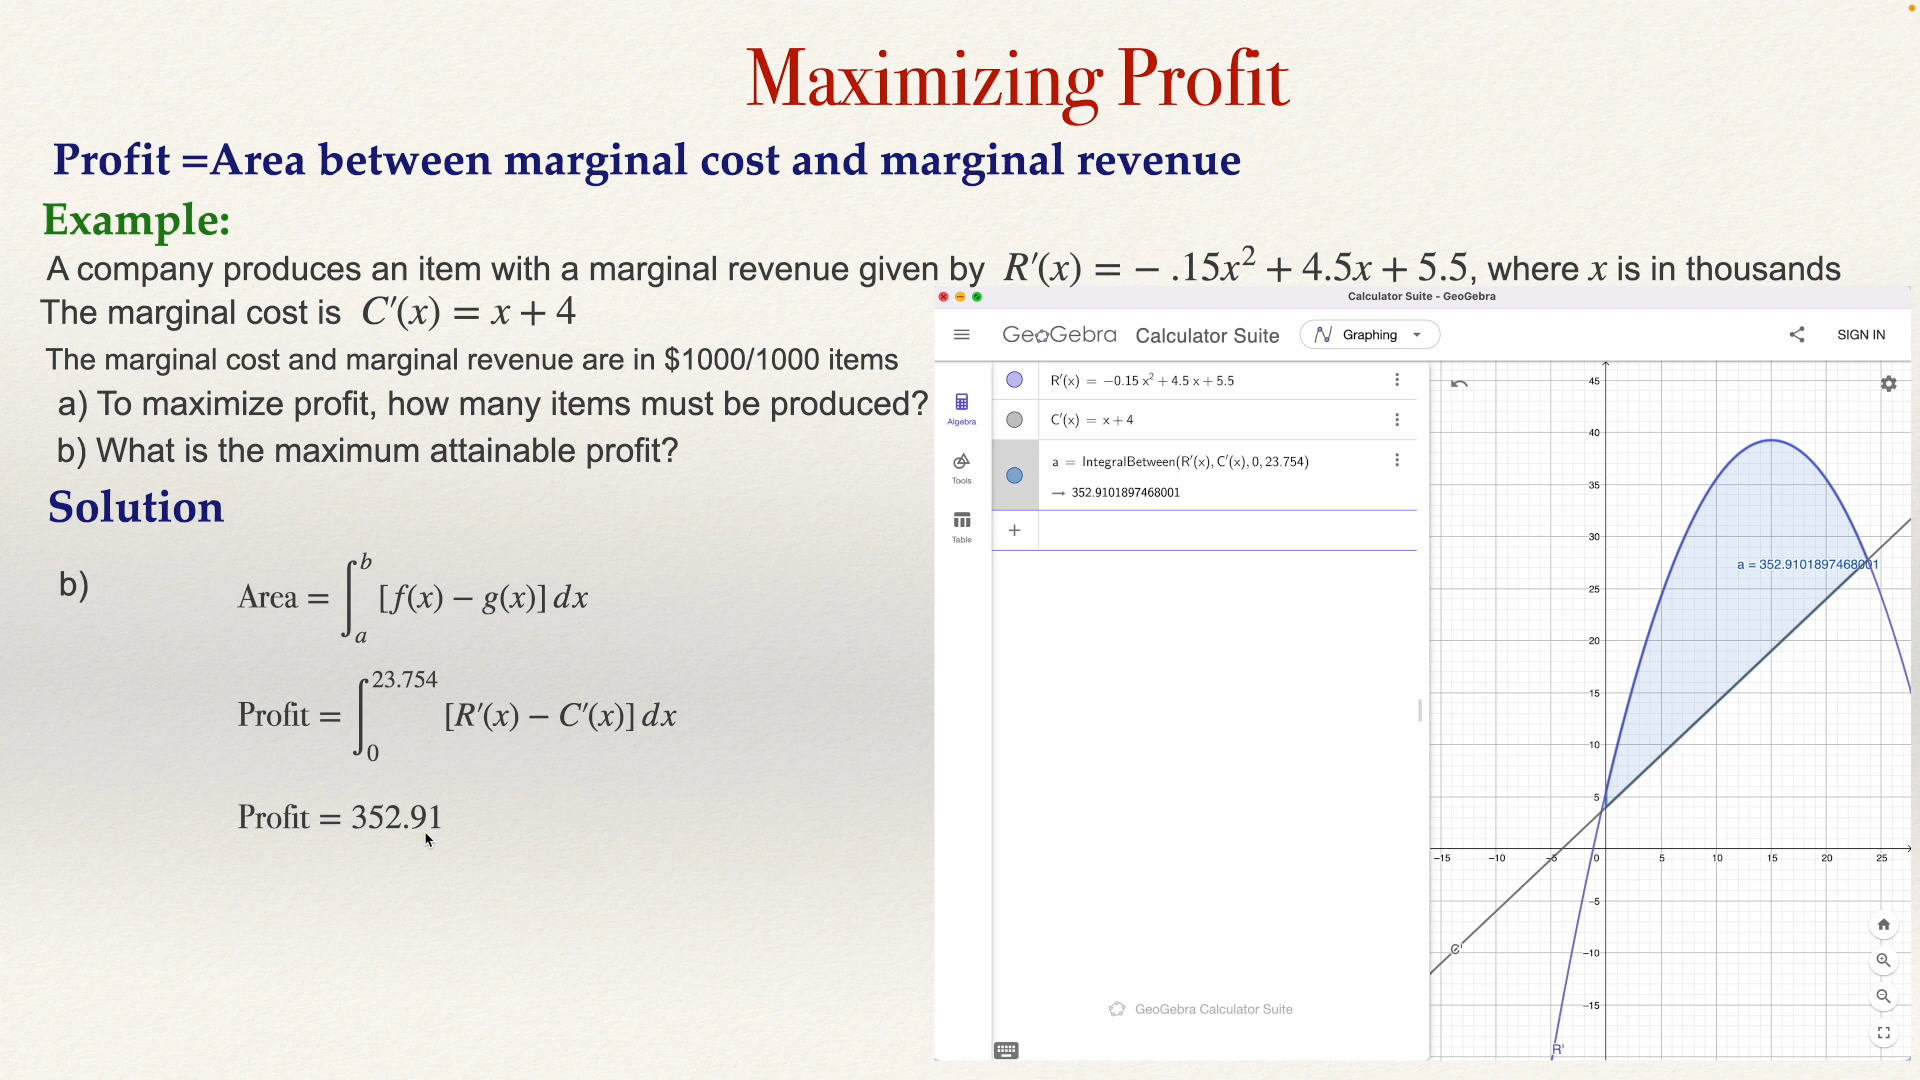 Maximizing Profit
Profit =Area between marginal cost and marginal revenue
Example:
A company produces an item with a marginal revenue given by R′(x) = − .15x² + 4.5x + 5.5, where x is in thousands
The marginal cost is C′(x) = x + 4
The marginal cost and marginal revenue are in $1000/1000 items
a) To maximize profit, how many items must be produced?
b) What is the maximum attainable profit?
Solution
b)
Area = ∫_a^b [f(x) − g(x)] dx
Profit = ∫_0^23.754 [R′(x) − C′(x)] dx
Profit = 352.91
Calculator Suite - GeoGebra
GeoGebra Calculator Suite
Graphing
SIGN IN
Algebra
Tools
Table
R′(x) = −0.15 x² + 4.5 x + 5.5
C′(x) = x + 4
a = IntegralBetween(R′(x), C′(x), 0, 23.754)
→ 352.9101897468001
+
GeoGebra Calculator Suite
45
40
35
30
a = 352.9101897468001
25
20
15
10
5
−15 −10 −5 0 5 10 15 20 25
−5
C'
−10
−15
R'